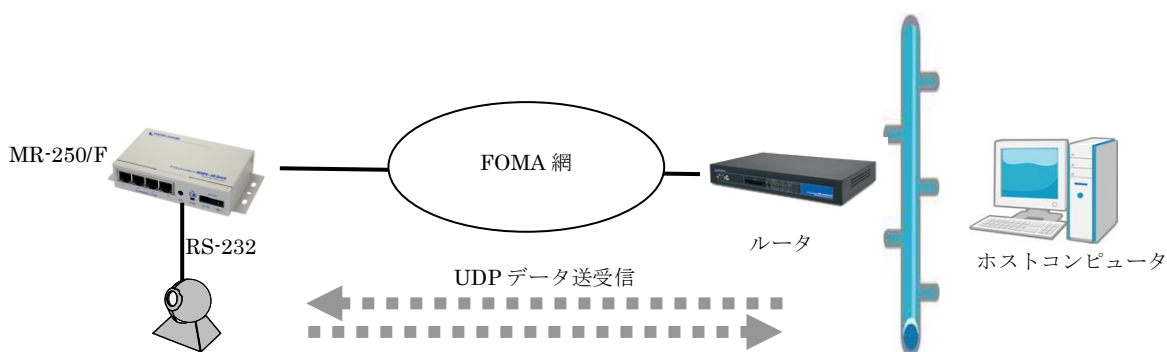 MR-250/F
FOMA 網
RS-232
ルータ
ホストコンピュータ
UDP データ送受信